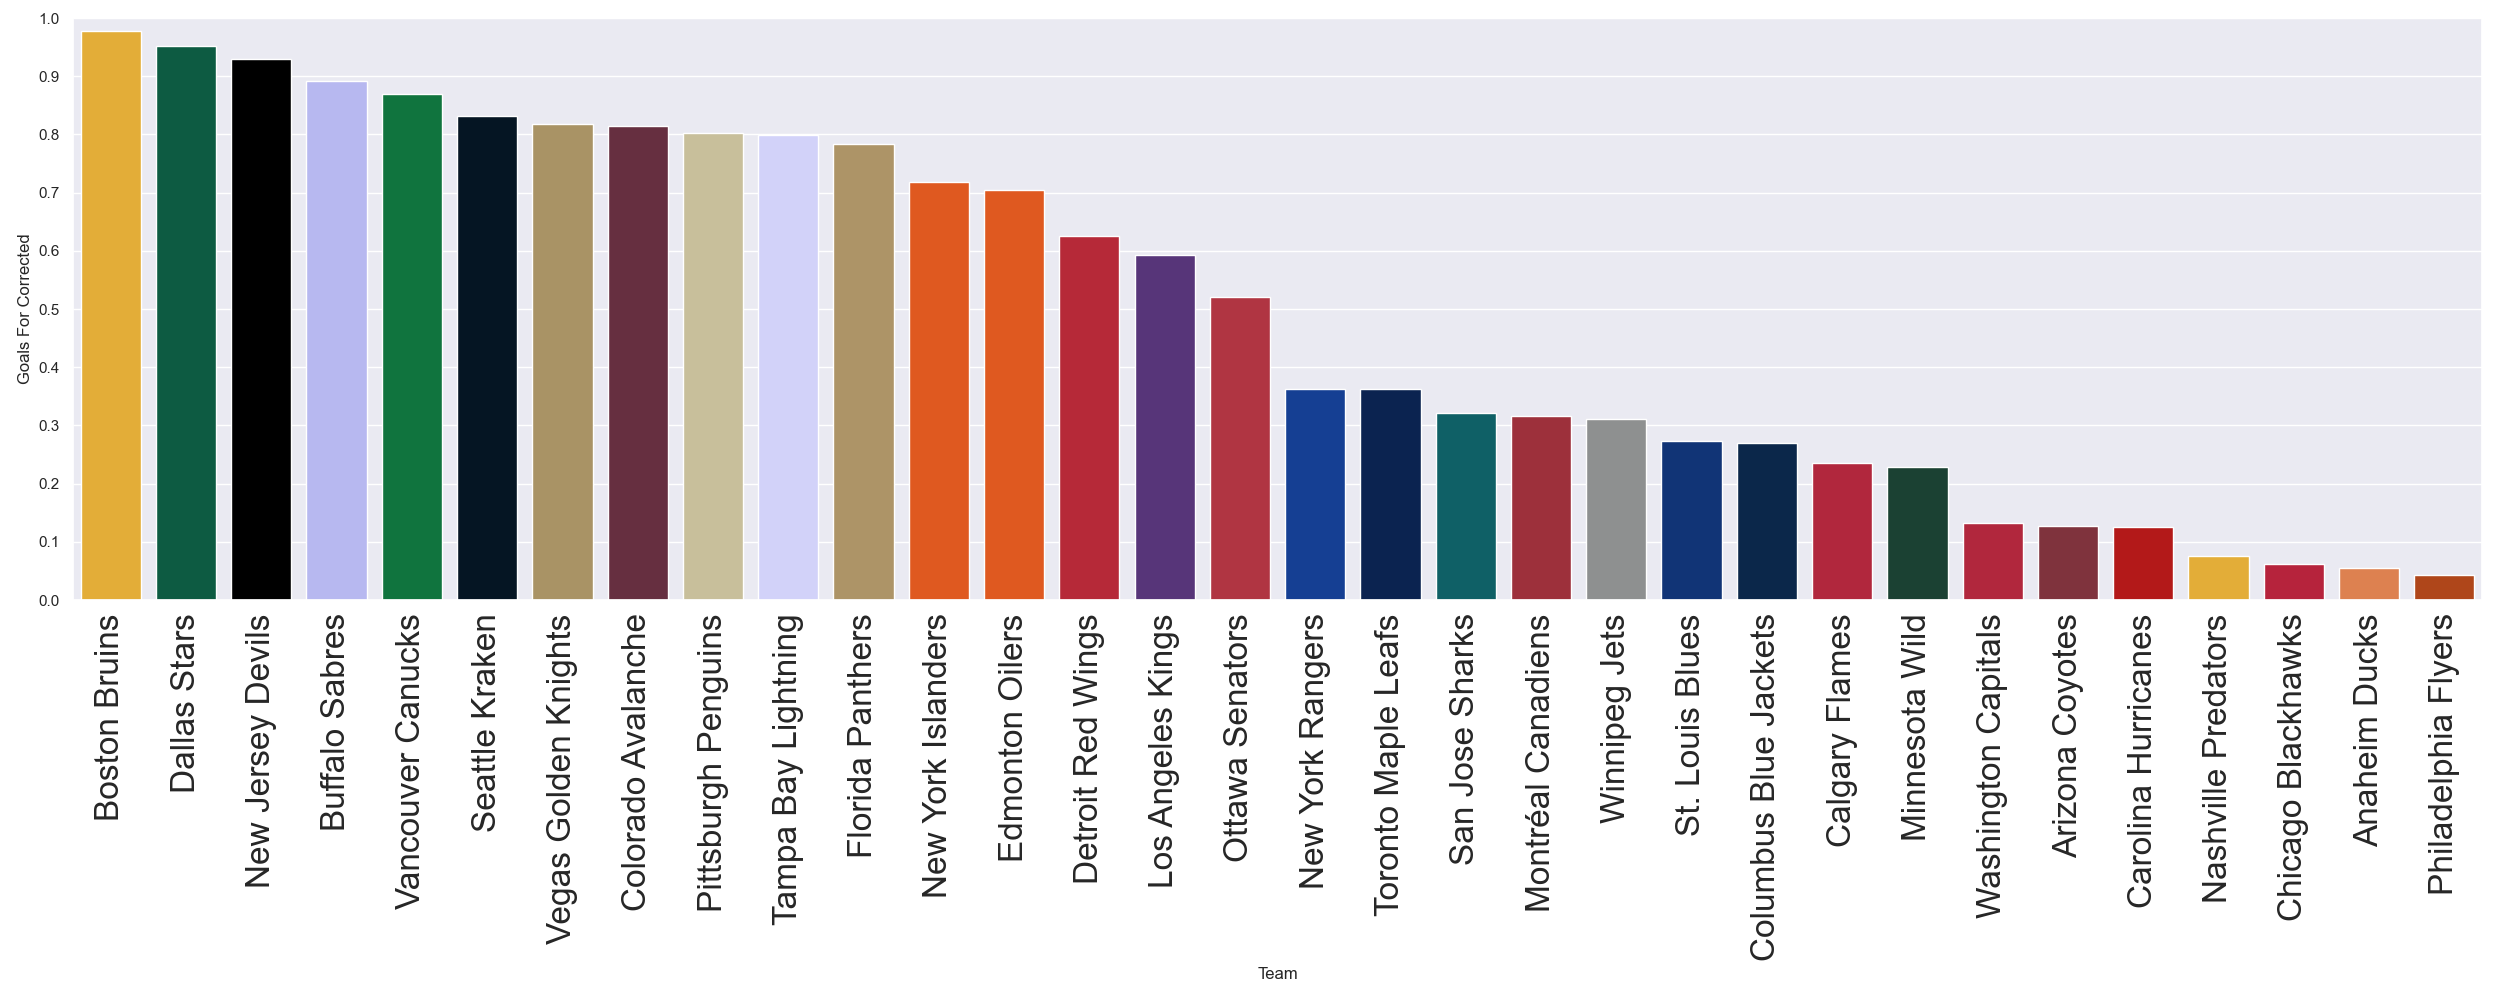 1.0
0.9
0.8
0.7
0.6
0.5
0.4
0.3
0.2
0.1
0.0
Goals For Corrected
Boston Bruins
Dallas Stars
New Jersey Devils
Buffalo Sabres
Vancouver Canucks
Seattle Kraken
Vegas Golden Knights
Colorado Avalanche
Pittsburgh Penguins
Tampa Bay Lightning
Florida Panthers
New York Islanders
Edmonton Oilers
Detroit Red Wings
Los Angeles Kings
Ottawa Senators
New York Rangers
Toronto Maple Leafs
San Jose Sharks
Montréal Canadiens
Winnipeg Jets
St. Louis Blues
Columbus Blue Jackets
Calgary Flames
Minnesota Wild
Washington Capitals
Arizona Coyotes
Carolina Hurricanes
Nashville Predators
Chicago Blackhawks
Anaheim Ducks
Philadelphia Flyers
Team